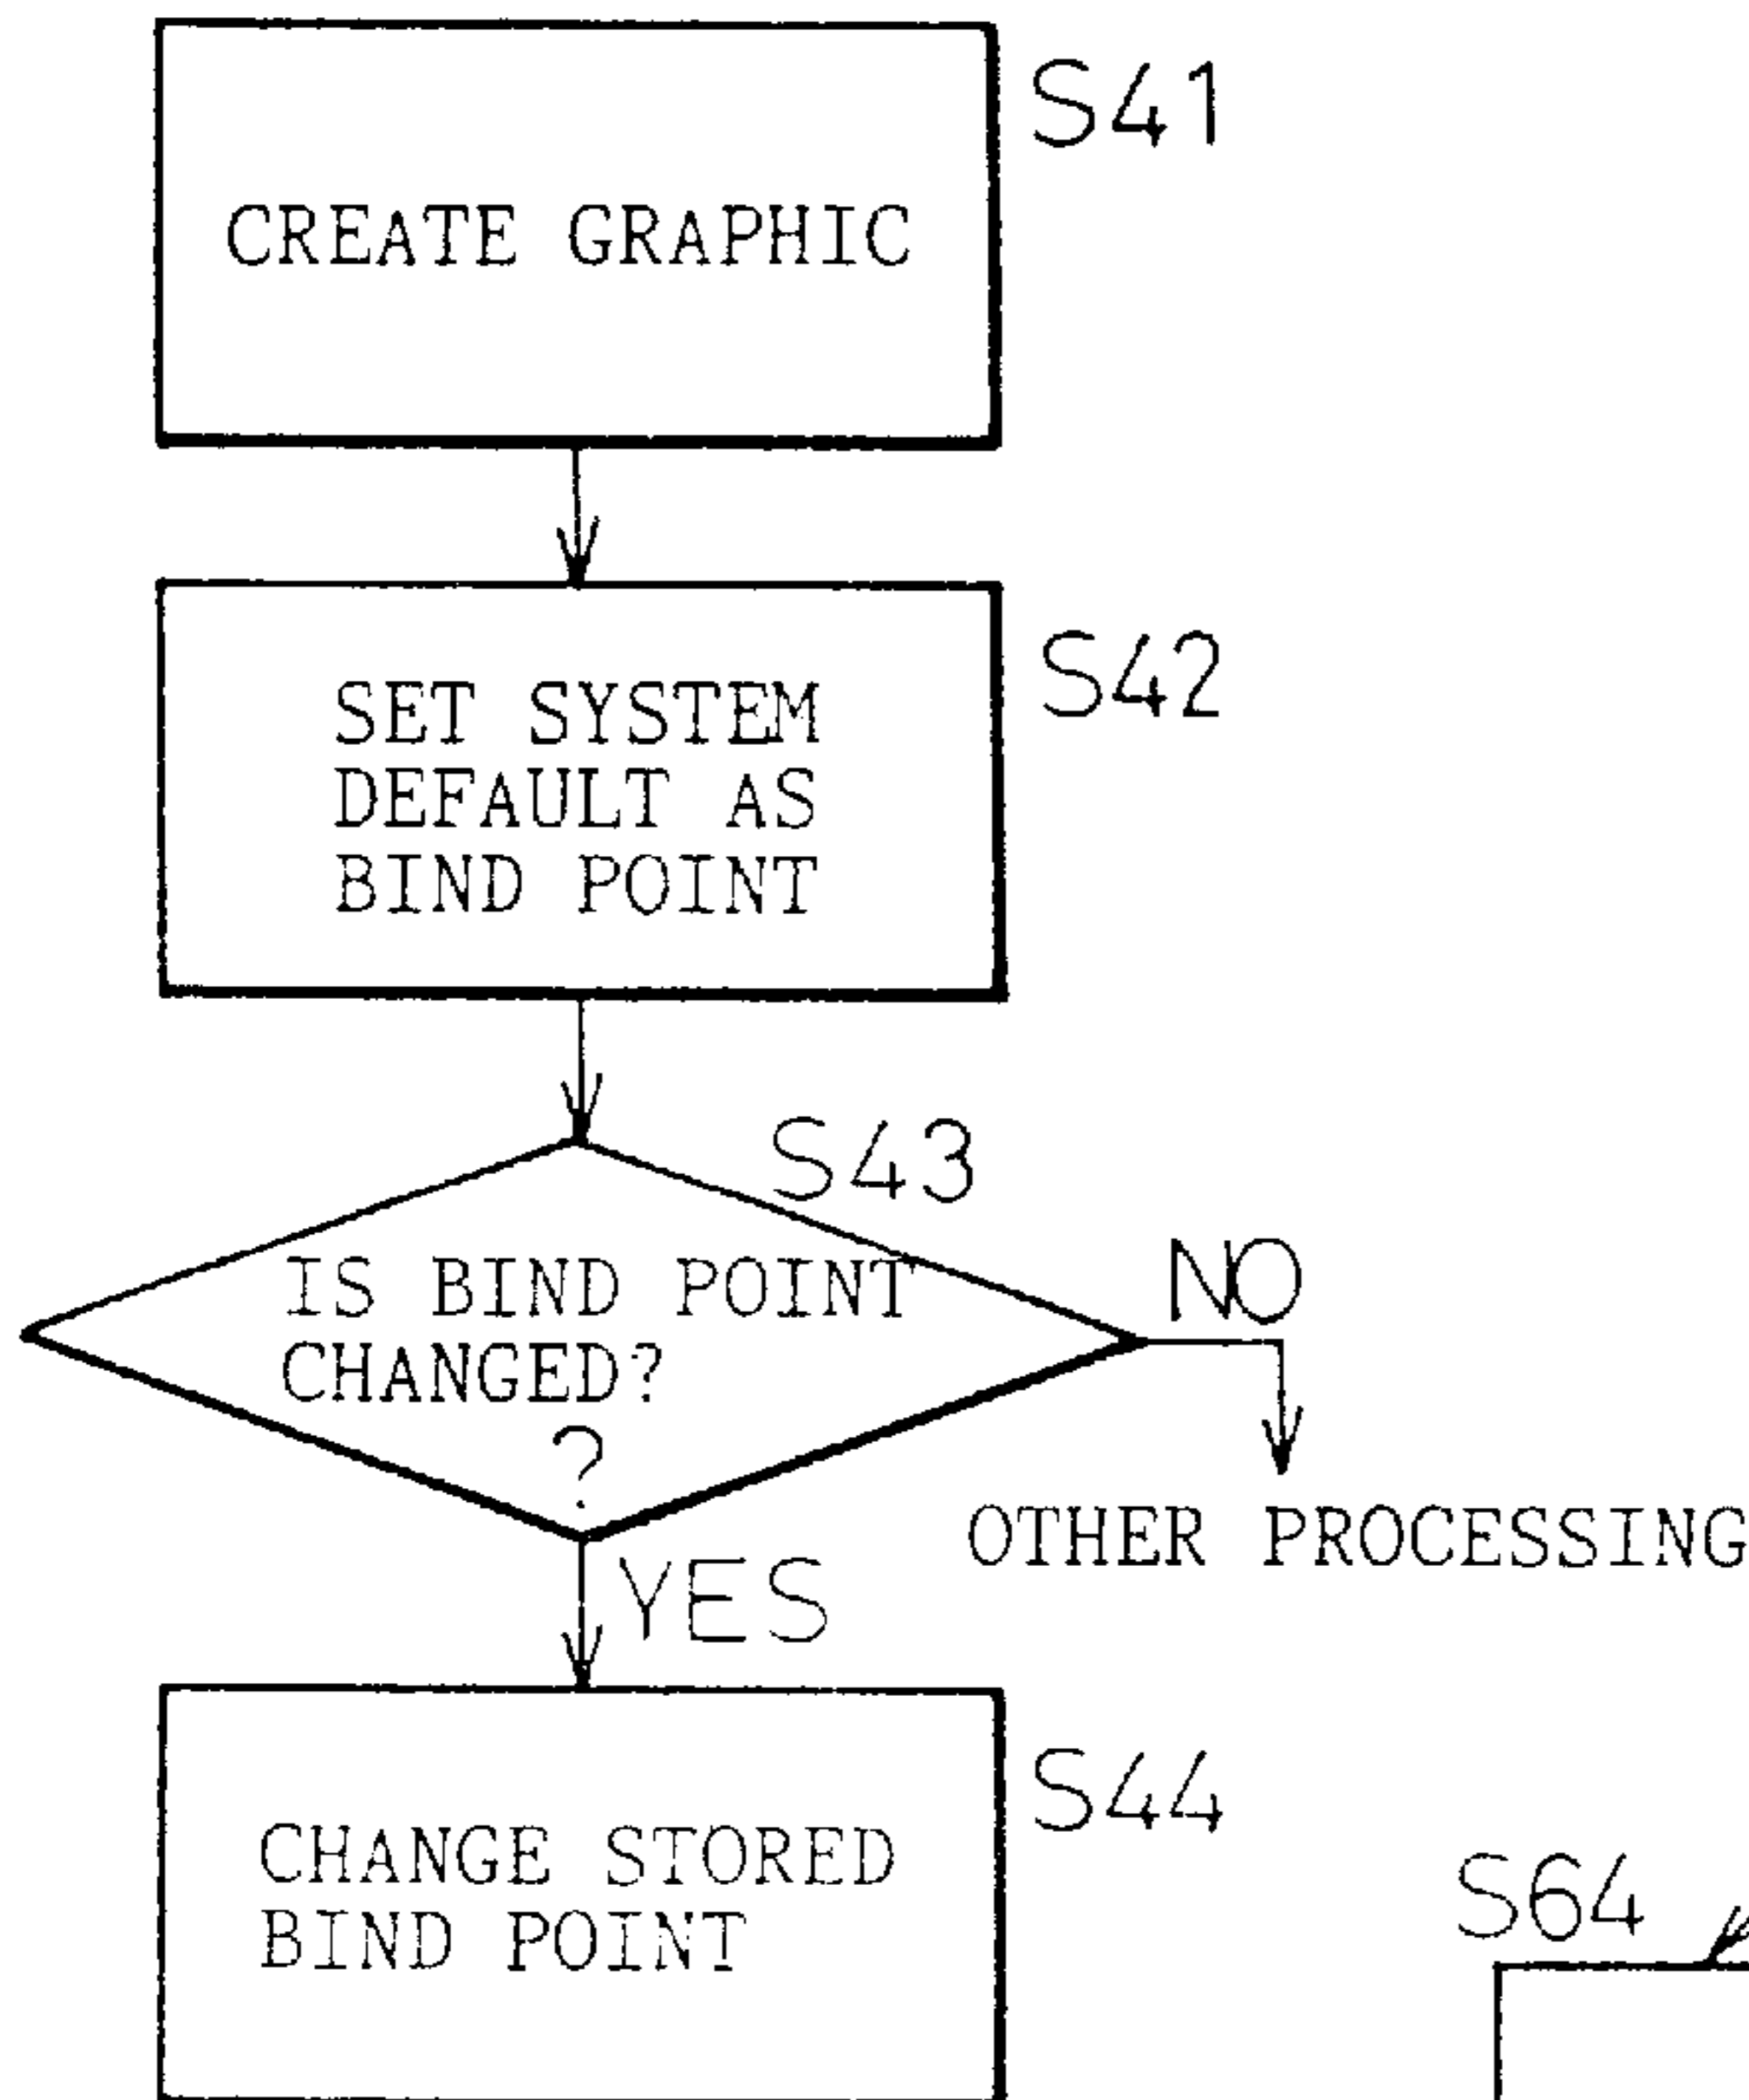 S41
CREATE GRAPHIC
S42
SET SYSTEM
DEFAULT AS
BIND POINT
S43
IS BIND POINT
CHANGED?
?
NO
OTHER PROCESSING
YES
S44
CHANGE STORED
BIND POINT
S64